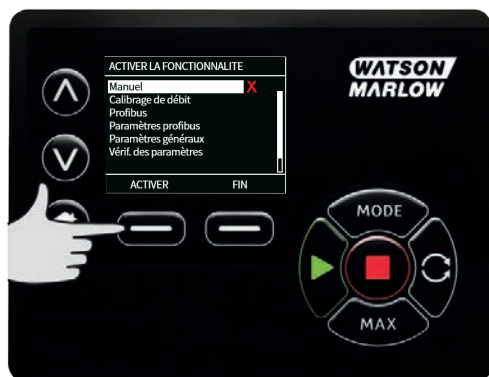 ACTIVER LA FONCTIONNALITE
Manuel X
Calibrage de débit
Profibus
Paramètres profibus
Paramètres généraux
Vérif. des paramètres
ACTIVER FIN
WATSON
MARLOW
MODE
MAX